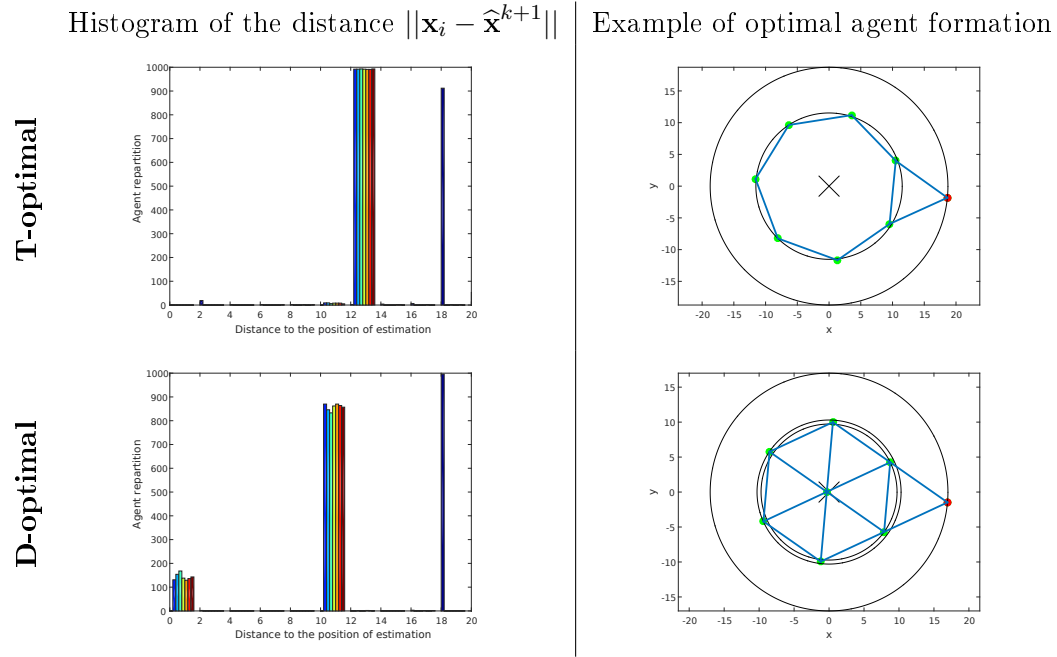 Histogram of the distance ||x_i − x̂^{k+1}||
Example of optimal agent formation
T-optimal
Agent repartition
1000
900
800
700
600
500
400
300
200
100
0
0 2 4 6 8 10 12 14 16 18 20
Distance to the position of estimation
y
15
10
5
0
-5
-10
-15
-20 -15 -10 -5 0 5 10 15 20
x
D-optimal
Agent repartition
1000
900
800
700
600
500
400
300
200
100
0
0 2 4 6 8 10 12 14 16 18 20
Distance to the position of estimation
y
15
10
5
0
-5
-10
-15
-20 -15 -10 -5 0 5 10 15 20
x